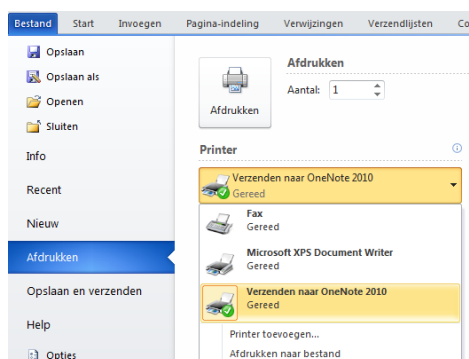 Bestand Start Invoegen Pagina-indeling Verwijzingen Verzendlijsten Co
Opslaan
Opslaan als
Openen
Sluiten
Info
Recent
Nieuw
Afdrukken
Opslaan en verzenden
Help
Opties
Afdrukken
Afdrukken
Aantal: 1
Printer
Verzenden naar OneNote 2010
Gereed
Fax
Gereed
Microsoft XPS Document Writer
Gereed
Verzenden naar OneNote 2010
Gereed
Printer toevoegen...
Afdrukken naar bestand